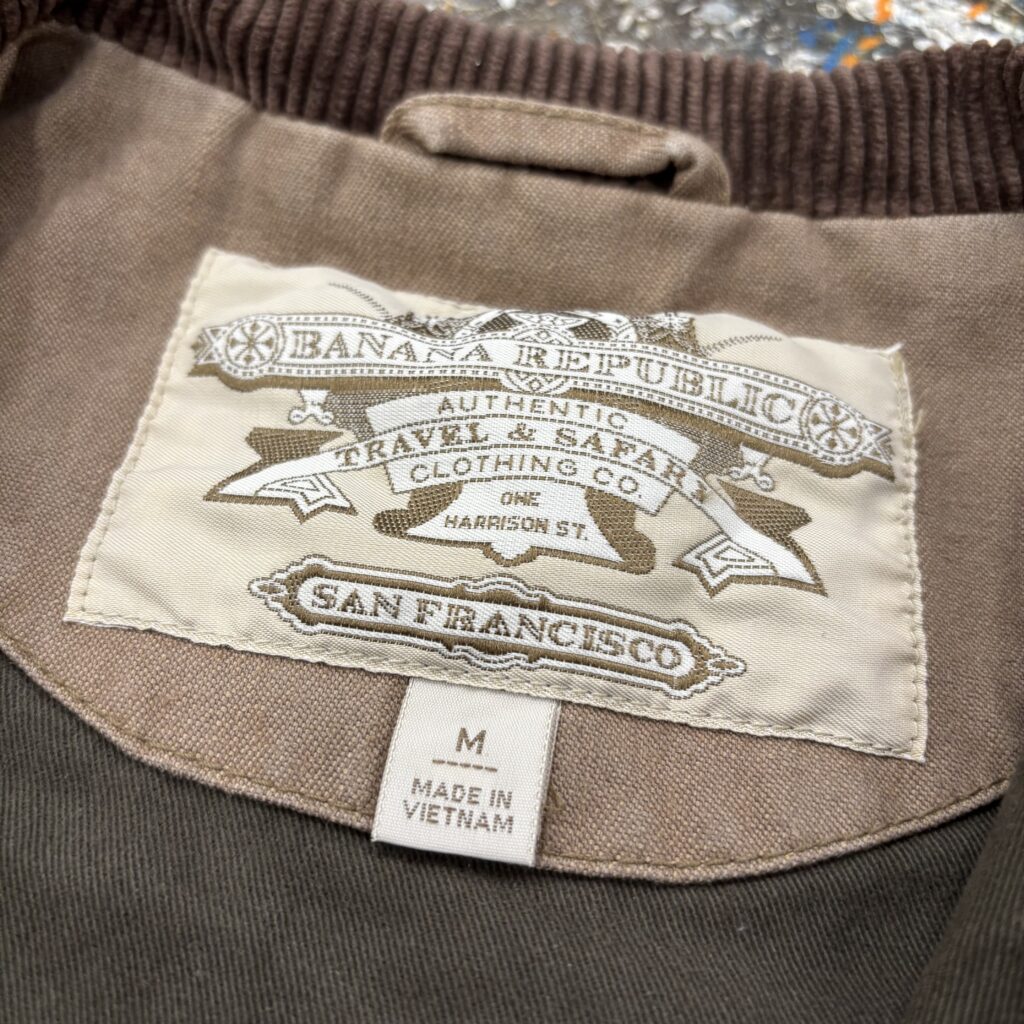 BANANA REPUBLIC
AUTHENTIC
TRAVEL & SAFARI
CLOTHING CO.
ONE
HARRISON ST.
SAN FRANCISCO
M
MADE IN
VIETNAM